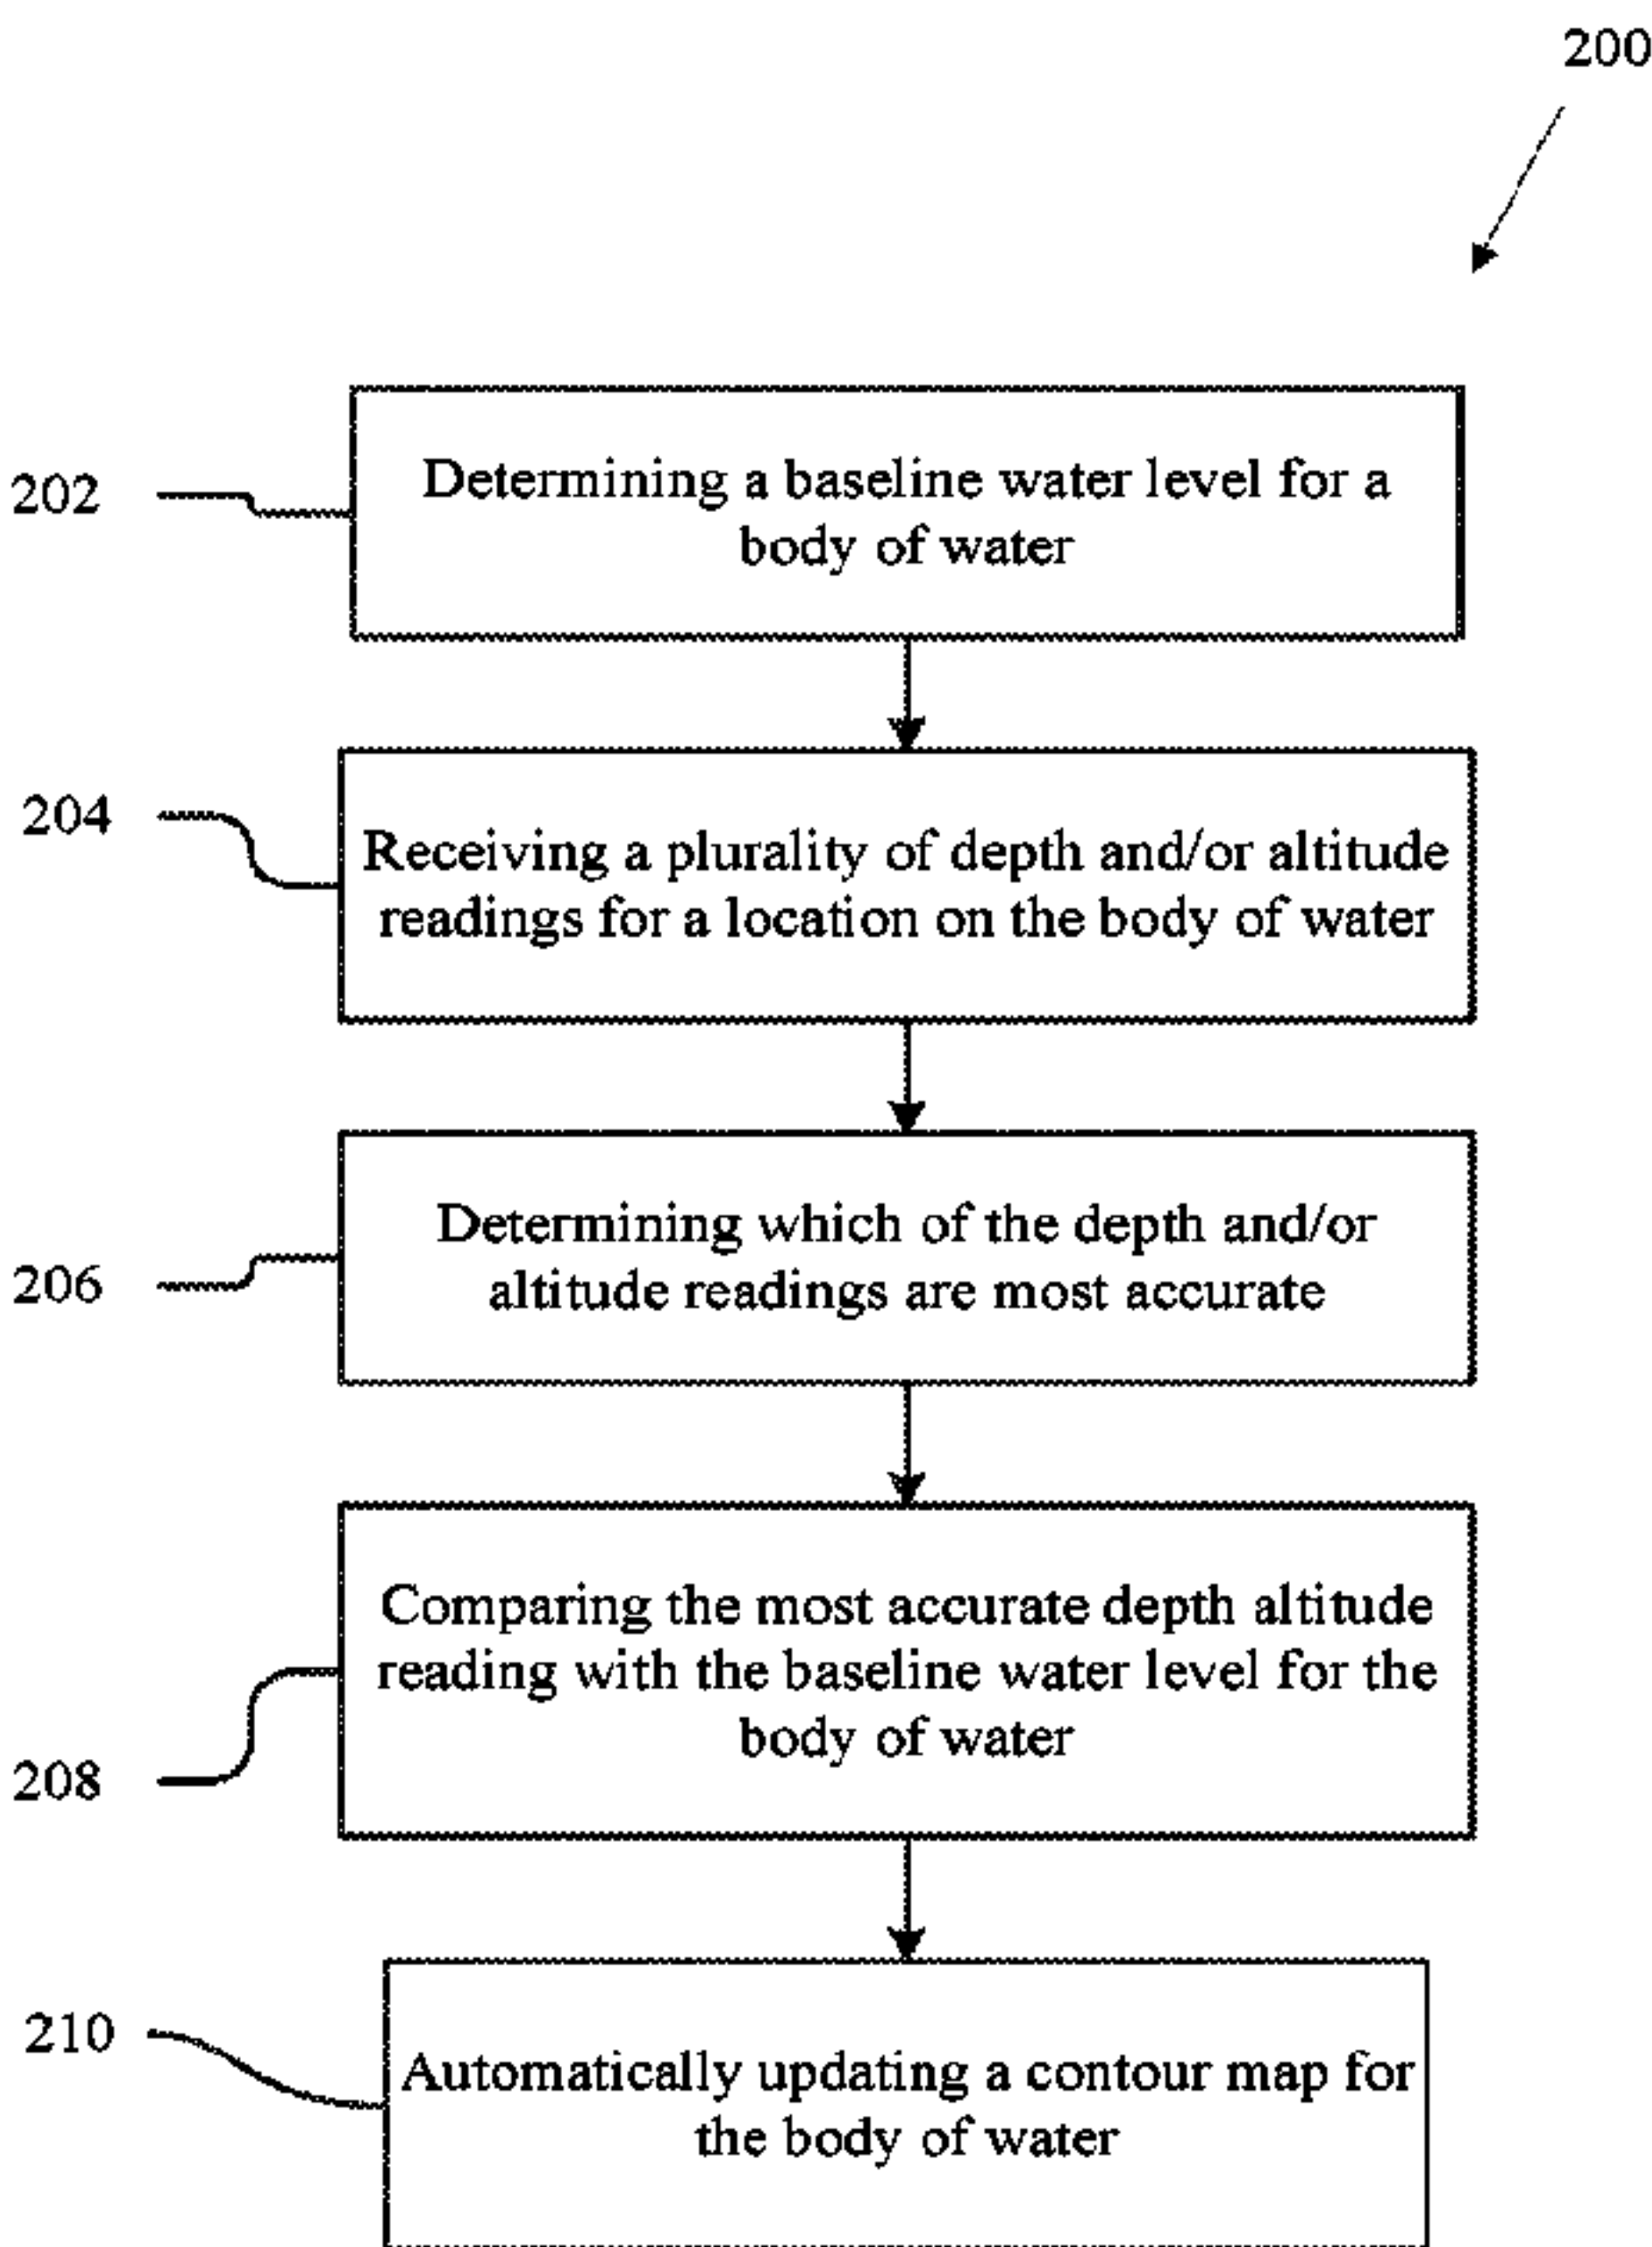 200
202
Determining a baseline water level for a
body of water
204
Receiving a plurality of depth and/or altitude
readings for a location on the body of water
206
Determining which of the depth and/or
altitude readings are most accurate
208
Comparing the most accurate depth altitude
reading with the baseline water level for the
body of water
210
Automatically updating a contour map for
the body of water